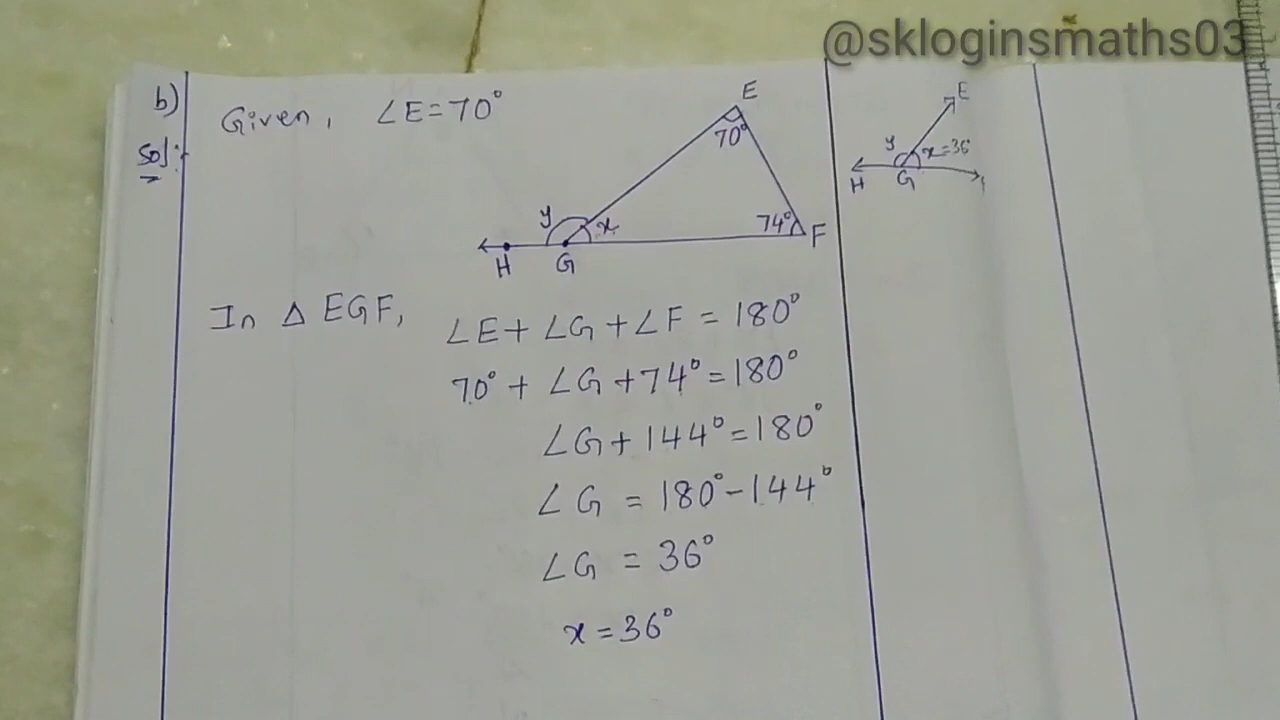 @skloginsmaths03
b)
Sol:-
Given, ∠E=70°
E
70°
y
x
74°
F
H
G
E
y
x=36
H
G
In △ EGF,
∠E+ ∠G+∠F = 180°
70°+ ∠G+74°=180°
∠G+144°=180°
∠G = 180°-144°
∠G = 36°
x=36°